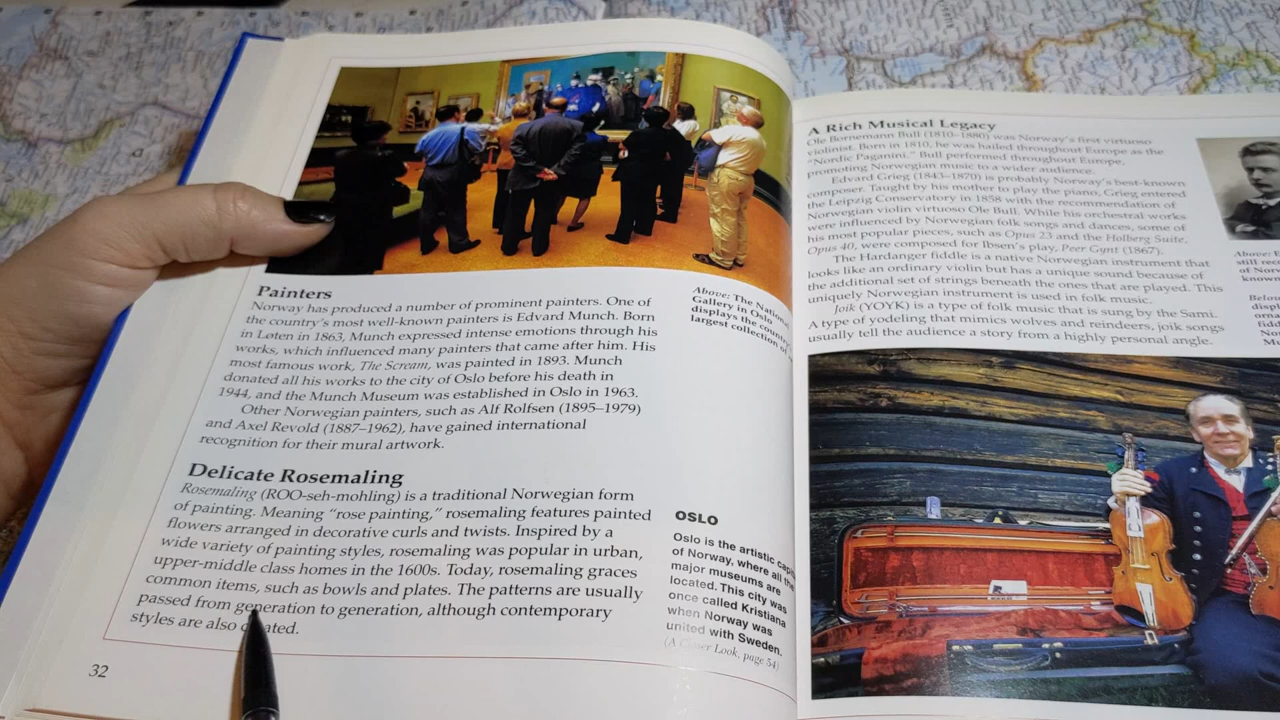 Painters
Norway has produced a number of prominent painters. One of
the country's most well-known painters is Edvard Munch. Born
in Løten in 1863, Munch expressed intense emotions through his
works, which influenced many painters that came after him. His
most famous work, The Scream, was painted in 1893. Munch
donated all his works to the city of Oslo before his death in
1944, and the Munch Museum was established in Oslo in 1963.
Other Norwegian painters, such as Alf Rolfsen (1895–1979)
and Axel Revold (1887–1962), have gained international
recognition for their mural artwork.
Delicate Rosemaling
Rosemaling (ROO-seh-mohling) is a traditional Norwegian form
of painting. Meaning "rose painting," rosemaling features painted
flowers arranged in decorative curls and twists. Inspired by a
wide variety of painting styles, rosemaling was popular in urban,
upper-middle class homes in the 1600s. Today, rosemaling graces
common items, such as bowls and plates. The patterns are usually
passed from generation to generation, although contemporary
styles are also created.
32
Above: The National
Gallery in Oslo
displays the country
largest collection of
OSLO
Oslo is the artistic
of Norway, where all the
major museums are
located. This city was
once called Kristiana
when Norway was
united with Sweden.
(A Closer Look, page 54)
A Rich Musical Legacy
Ole Bornemann Bull (1810–1880) was Norway's first virtuoso
violinist. Born in 1810, he was hailed throughout Europe as the
"Nordic Paganini." Bull performed throughout Europe,
promoting Norwegian music to a wider audience.
Edvard Grieg (1843–1870) is probably Norway's best-known
composer. Taught by his mother to play the piano, Grieg entered
the Leipzig Conservatory in 1858 with the recommendation of
Norwegian violin virtuoso Ole Bull. While his orchestral works
were influenced by Norwegian folk songs and dances, some of
his most popular pieces, such as Opus 23 and the Holberg Suite,
Opus 40, were composed for Ibsen's play, Peer Gynt (1867).
The Hardanger fiddle is a native Norwegian instrument that
looks like an ordinary violin but has a unique sound because of
the additional set of strings beneath the ones that are played. This
uniquely Norwegian instrument is used in folk music.
Joik (YOYK) is a type of folk music that is sung by the Sami.
A type of yodeling that mimics wolves and reindeers, joik songs
usually tell the audience a story from a highly personal angle.
Above:
still
of
known